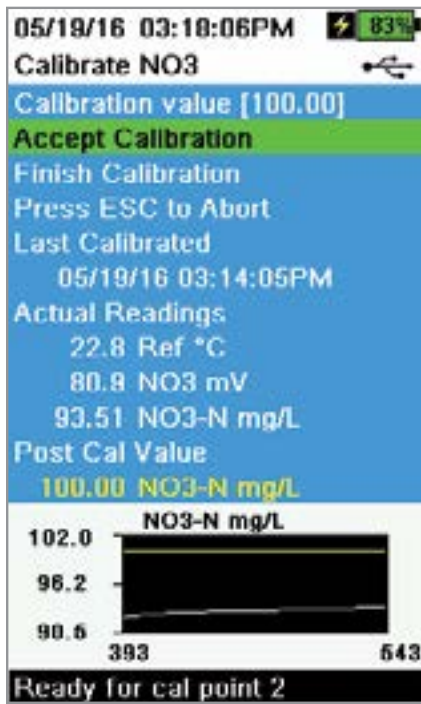 05/19/16 03:18:06PM 83%
Calibrate NO3
Calibration value [100.00]
Accept Calibration
Finish Calibration
Press ESC to Abort
Last Calibrated
05/19/16 03:14:05PM
Actual Readings
22.8 Ref °C
80.9 NO3 mV
93.51 NO3-N mg/L
Post Cal Value
100.00 NO3-N mg/L
NO3-N mg/L
102.0
96.2
90.6
393 543
Ready for cal point 2